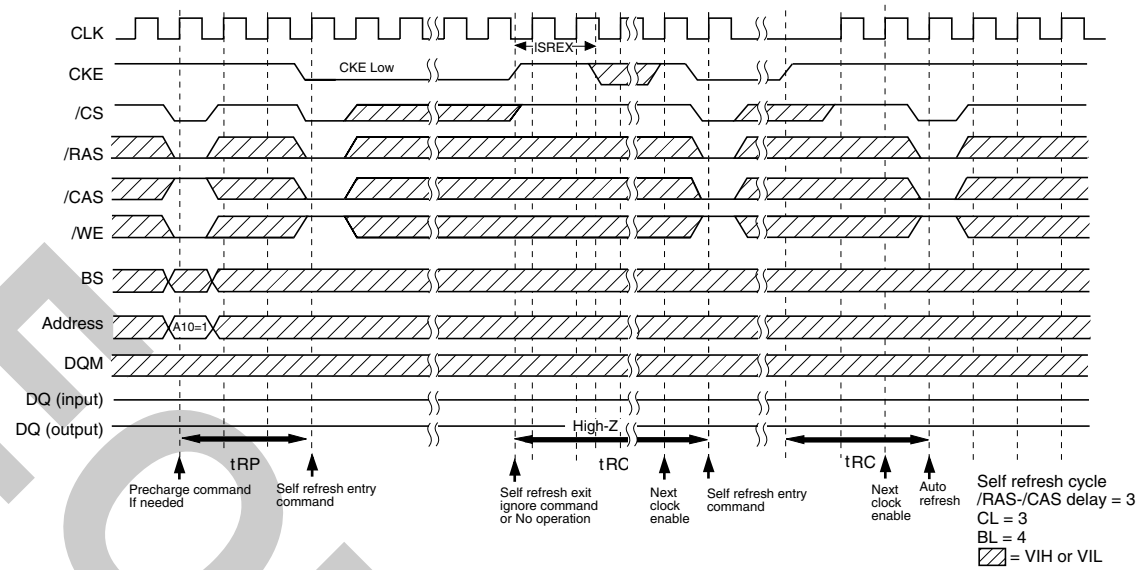 CLK
lSREX
CKE
CKE Low
/CS
/RAS
/CAS
/WE
BS
Address
A10=1
DQM
DQ (input)
DQ (output)
High-Z
tRP
tRC
tRC
Precharge command
If needed
Self refresh entry
command
Self refresh exit
ignore command
or No operation
Next
clock
enable
Self refresh entry
command
Next
clock
enable
Auto
refresh
Self refresh cycle
/RAS-/CAS delay = 3
CL = 3
BL = 4
= VIH or VIL